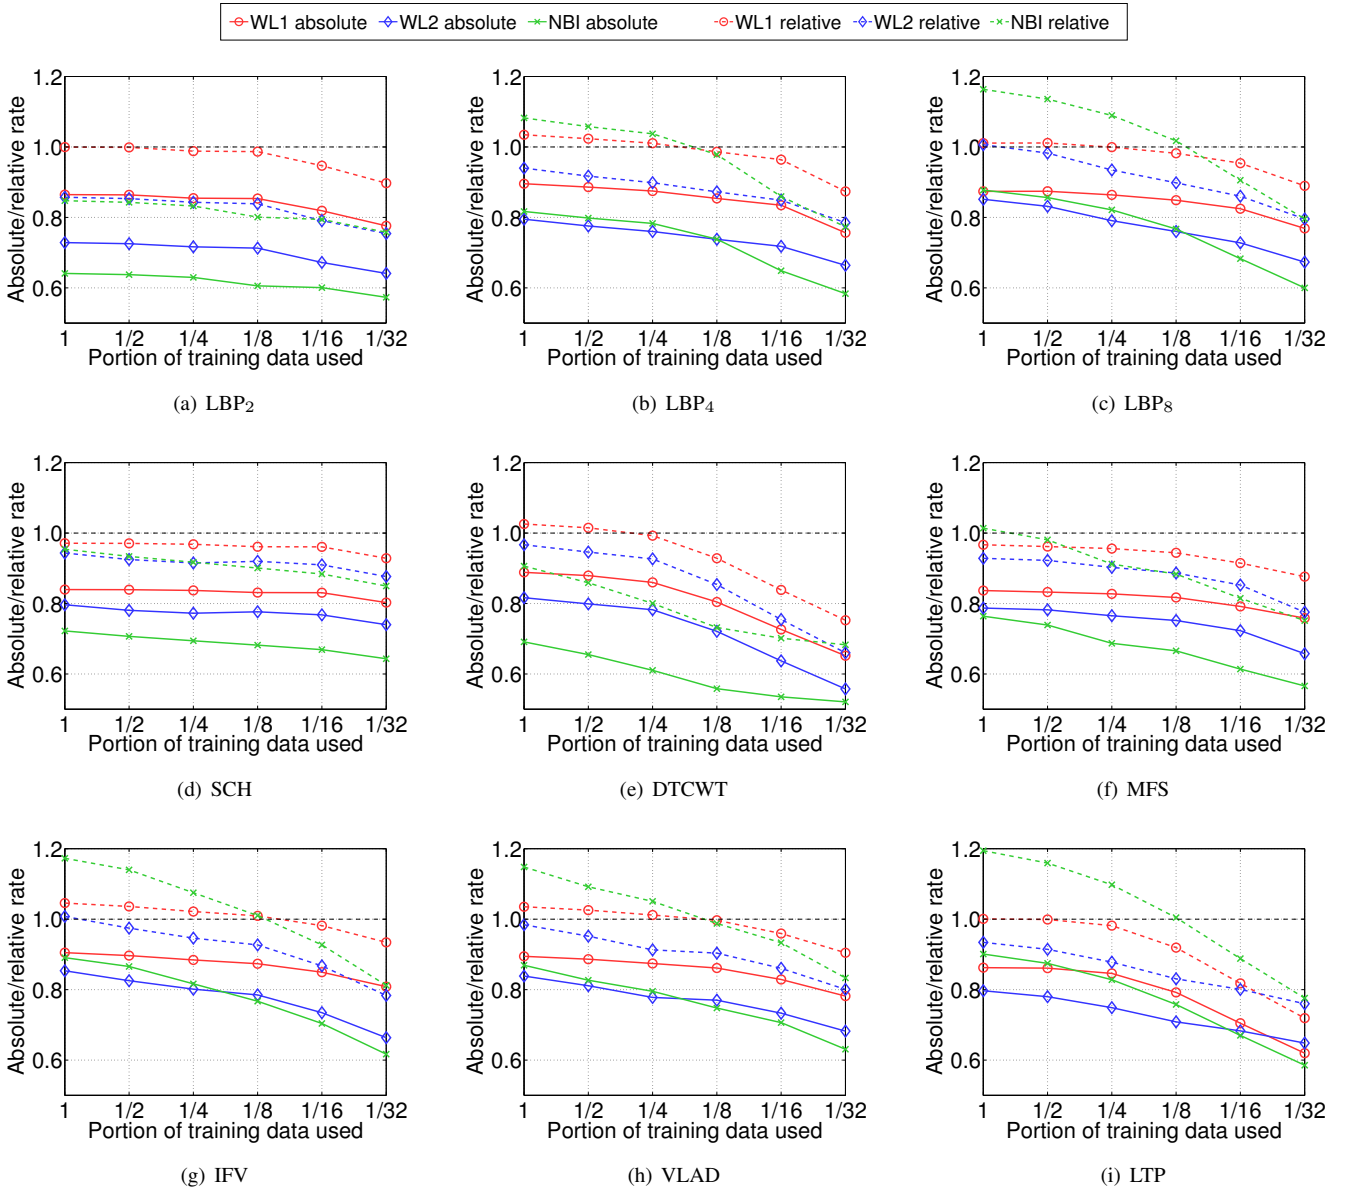 WL1 absolute WL2 absolute NBI absolute WL1 relative WL2 relative NBI relative
1.2
1.0
0.8
0.6
Absolute/relative rate
1 1/2 1/4 1/8 1/16 1/32
Portion of training data used
(a) LBP2
1.2
1.0
0.8
0.6
Absolute/relative rate
1 1/2 1/4 1/8 1/16 1/32
Portion of training data used
(b) LBP4
1.2
1.0
0.8
0.6
Absolute/relative rate
1 1/2 1/4 1/8 1/16 1/32
Portion of training data used
(c) LBP8
1.2
1.0
0.8
0.6
Absolute/relative rate
1 1/2 1/4 1/8 1/16 1/32
Portion of training data used
(d) SCH
1.2
1.0
0.8
0.6
Absolute/relative rate
1 1/2 1/4 1/8 1/16 1/32
Portion of training data used
(e) DTCWT
1.2
1.0
0.8
0.6
Absolute/relative rate
1 1/2 1/4 1/8 1/16 1/32
Portion of training data used
(f) MFS
1.2
1.0
0.8
0.6
Absolute/relative rate
1 1/2 1/4 1/8 1/16 1/32
Portion of training data used
(g) IFV
1.2
1.0
0.8
0.6
Absolute/relative rate
1 1/2 1/4 1/8 1/16 1/32
Portion of training data used
(h) VLAD
1.2
1.0
0.8
0.6
Absolute/relative rate
1 1/2 1/4 1/8 1/16 1/32
Portion of training data used
(i) LTP